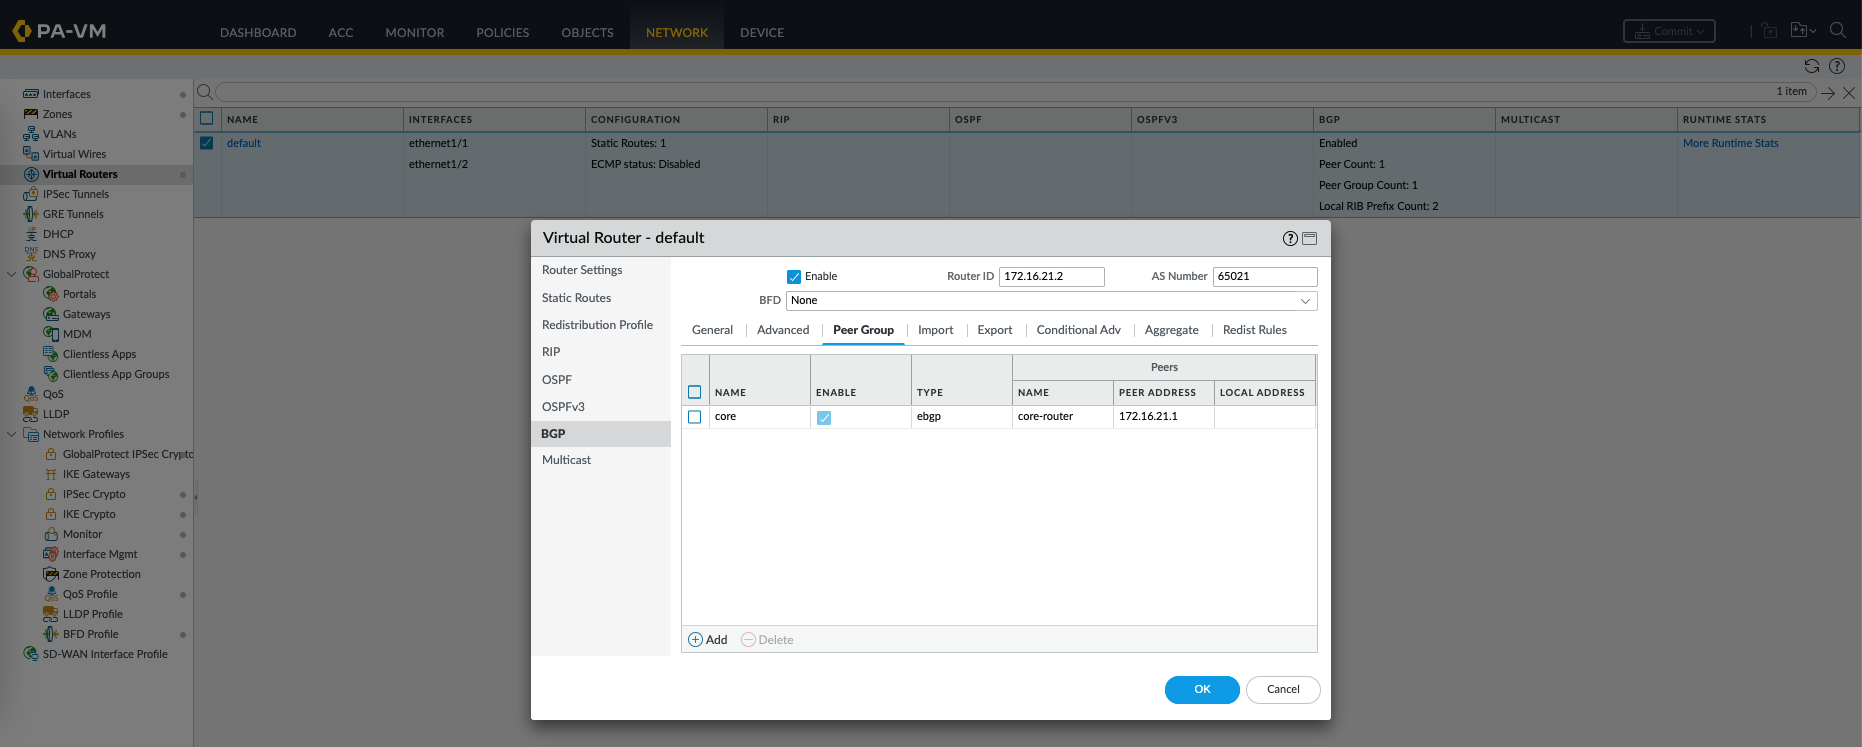 PA-VM
DASHBOARD ACC MONITOR POLICIES OBJECTS NETWORK DEVICE Commit
1 item
Interfaces
Zones
VLANs
Virtual Wires
Virtual Routers
IPSec Tunnels
GRE Tunnels
DHCP
DNS Proxy
GlobalProtect
Portals
Gateways
MDM
Clientless Apps
Clientless App Groups
QoS
LLDP
Network Profiles
GlobalProtect IPSec Crypto
IKE Gateways
IPSec Crypto
IKE Crypto
Monitor
Interface Mgmt
Zone Protection
QoS Profile
LLDP Profile
BFD Profile
SD-WAN Interface Profile
NAME INTERFACES CONFIGURATION RIP OSPF OSPFV3 BGP MULTICAST RUNTIME STATS
default ethernet1/1 Static Routes: 1 Enabled More Runtime Stats
ethernet1/2 ECMP status: Disabled Peer Count: 1
Peer Group Count: 1
Local RIB Prefix Count: 2
Virtual Router - default
Router Settings
Static Routes
Redistribution Profile
RIP
OSPF
OSPFv3
BGP
Multicast
Enable Router ID 172.16.21.2 AS Number 65021
BFD None
General Advanced Peer Group Import Export Conditional Adv Aggregate Redist Rules
Peers
NAME ENABLE TYPE NAME PEER ADDRESS LOCAL ADDRESS
core ebgp core-router 172.16.21.1
Add Delete
OK Cancel